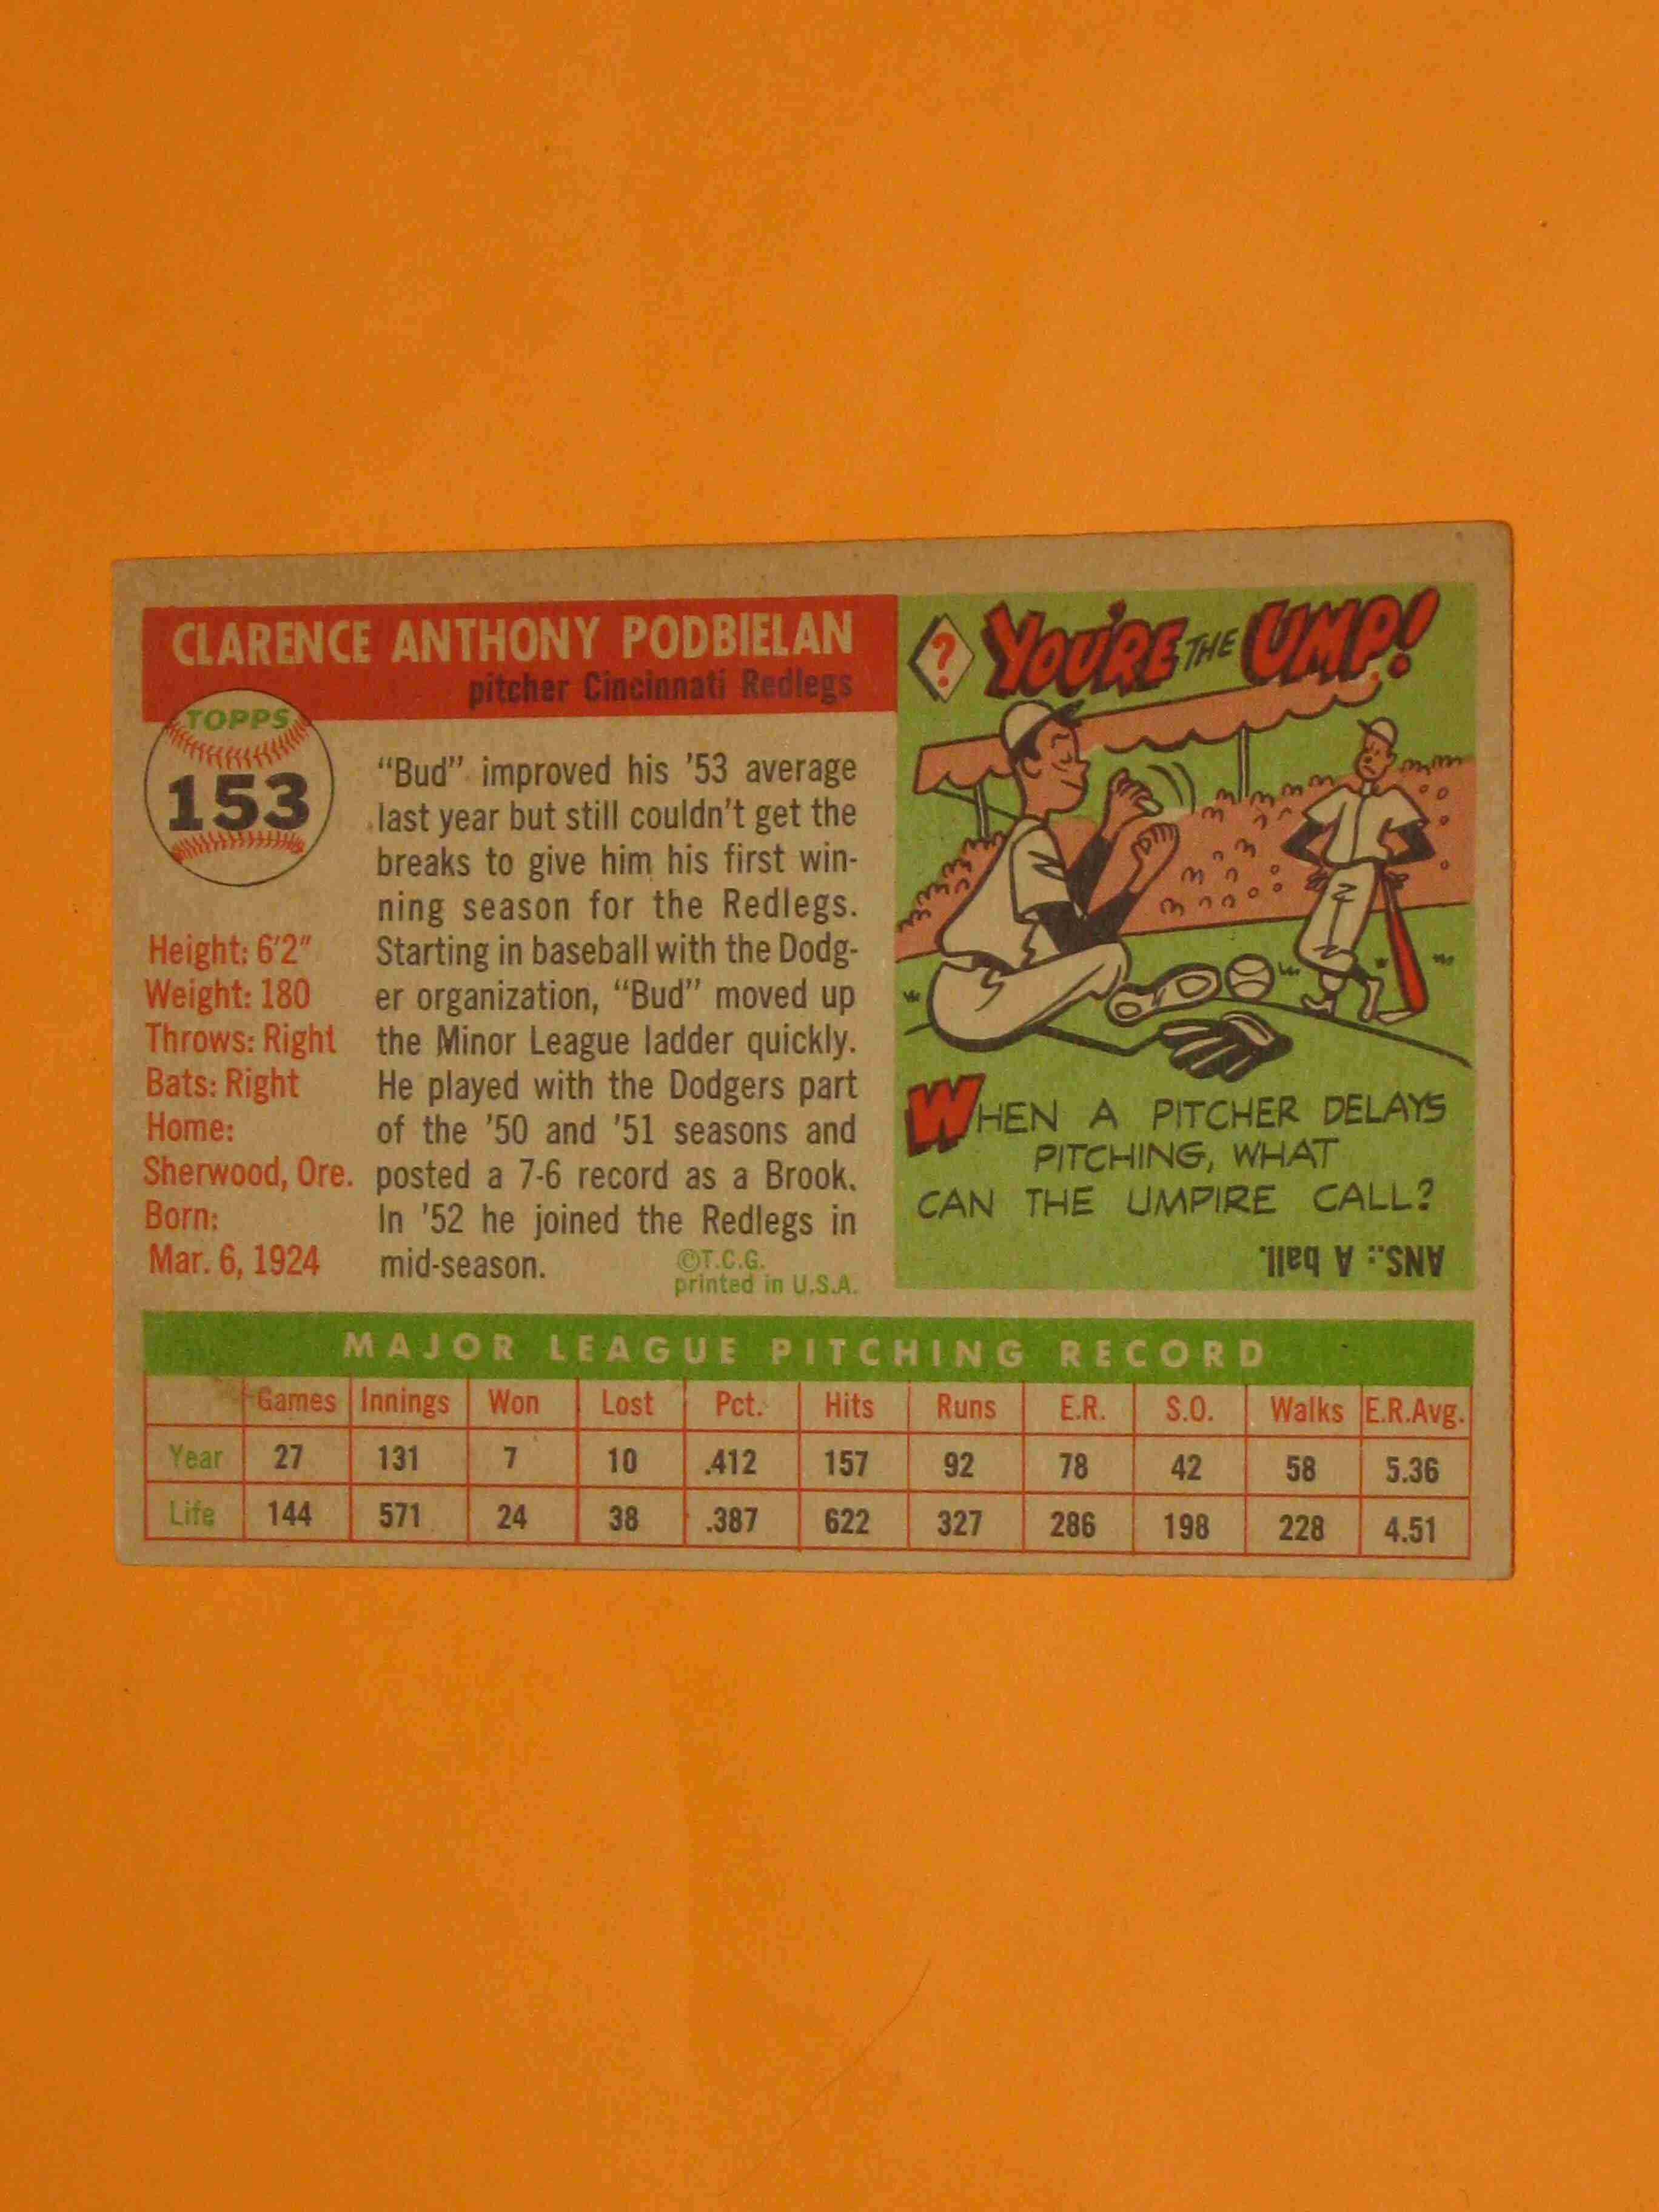 CLARENCE ANTHONY PODBIELAN
pitcher Cincinnati Redlegs
TOPPS
153
Height: 6'2"
Weight: 180
Throws: Right
Bats: Right
Home:
Sherwood, Ore.
Born:
Mar. 6, 1924
"Bud" improved his '53 average
last year but still couldn't get the
breaks to give him his first win-
ning season for the Redlegs.
Starting in baseball with the Dodg-
er organization, "Bud" moved up
the Minor League ladder quickly.
He played with the Dodgers part
of the '50 and '51 seasons and
posted a 7-6 record as a Brook.
In '52 he joined the Redlegs in
mid-season.
©T.C.G.
printed in U.S.A.
? YOU'RE THE UMP!
WHEN A PITCHER DELAYS
PITCHING, WHAT
CAN THE UMPIRE CALL?
ANS.: A ball.
MAJOR LEAGUE PITCHING RECORD
Games Innings Won Lost Pct. Hits Runs E.R. S.O. Walks E.R.Avg.
Year 27 131 7 10 .412 157 92 78 42 58 5.36
Life 144 571 24 38 .387 622 327 286 198 228 4.51